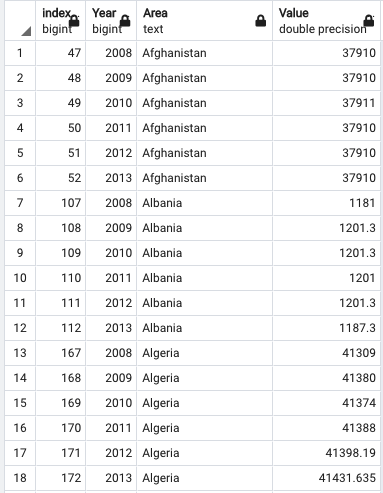 index Year Area Value
bigint bigint text double precision
1 47 2008 Afghanistan 37910
2 48 2009 Afghanistan 37910
3 49 2010 Afghanistan 37911
4 50 2011 Afghanistan 37910
5 51 2012 Afghanistan 37910
6 52 2013 Afghanistan 37910
7 107 2008 Albania 1181
8 108 2009 Albania 1201.3
9 109 2010 Albania 1201.3
10 110 2011 Albania 1201
11 111 2012 Albania 1201.3
12 112 2013 Albania 1187.3
13 167 2008 Algeria 41309
14 168 2009 Algeria 41380
15 169 2010 Algeria 41374
16 170 2011 Algeria 41388
17 171 2012 Algeria 41398.19
18 172 2013 Algeria 41431.635